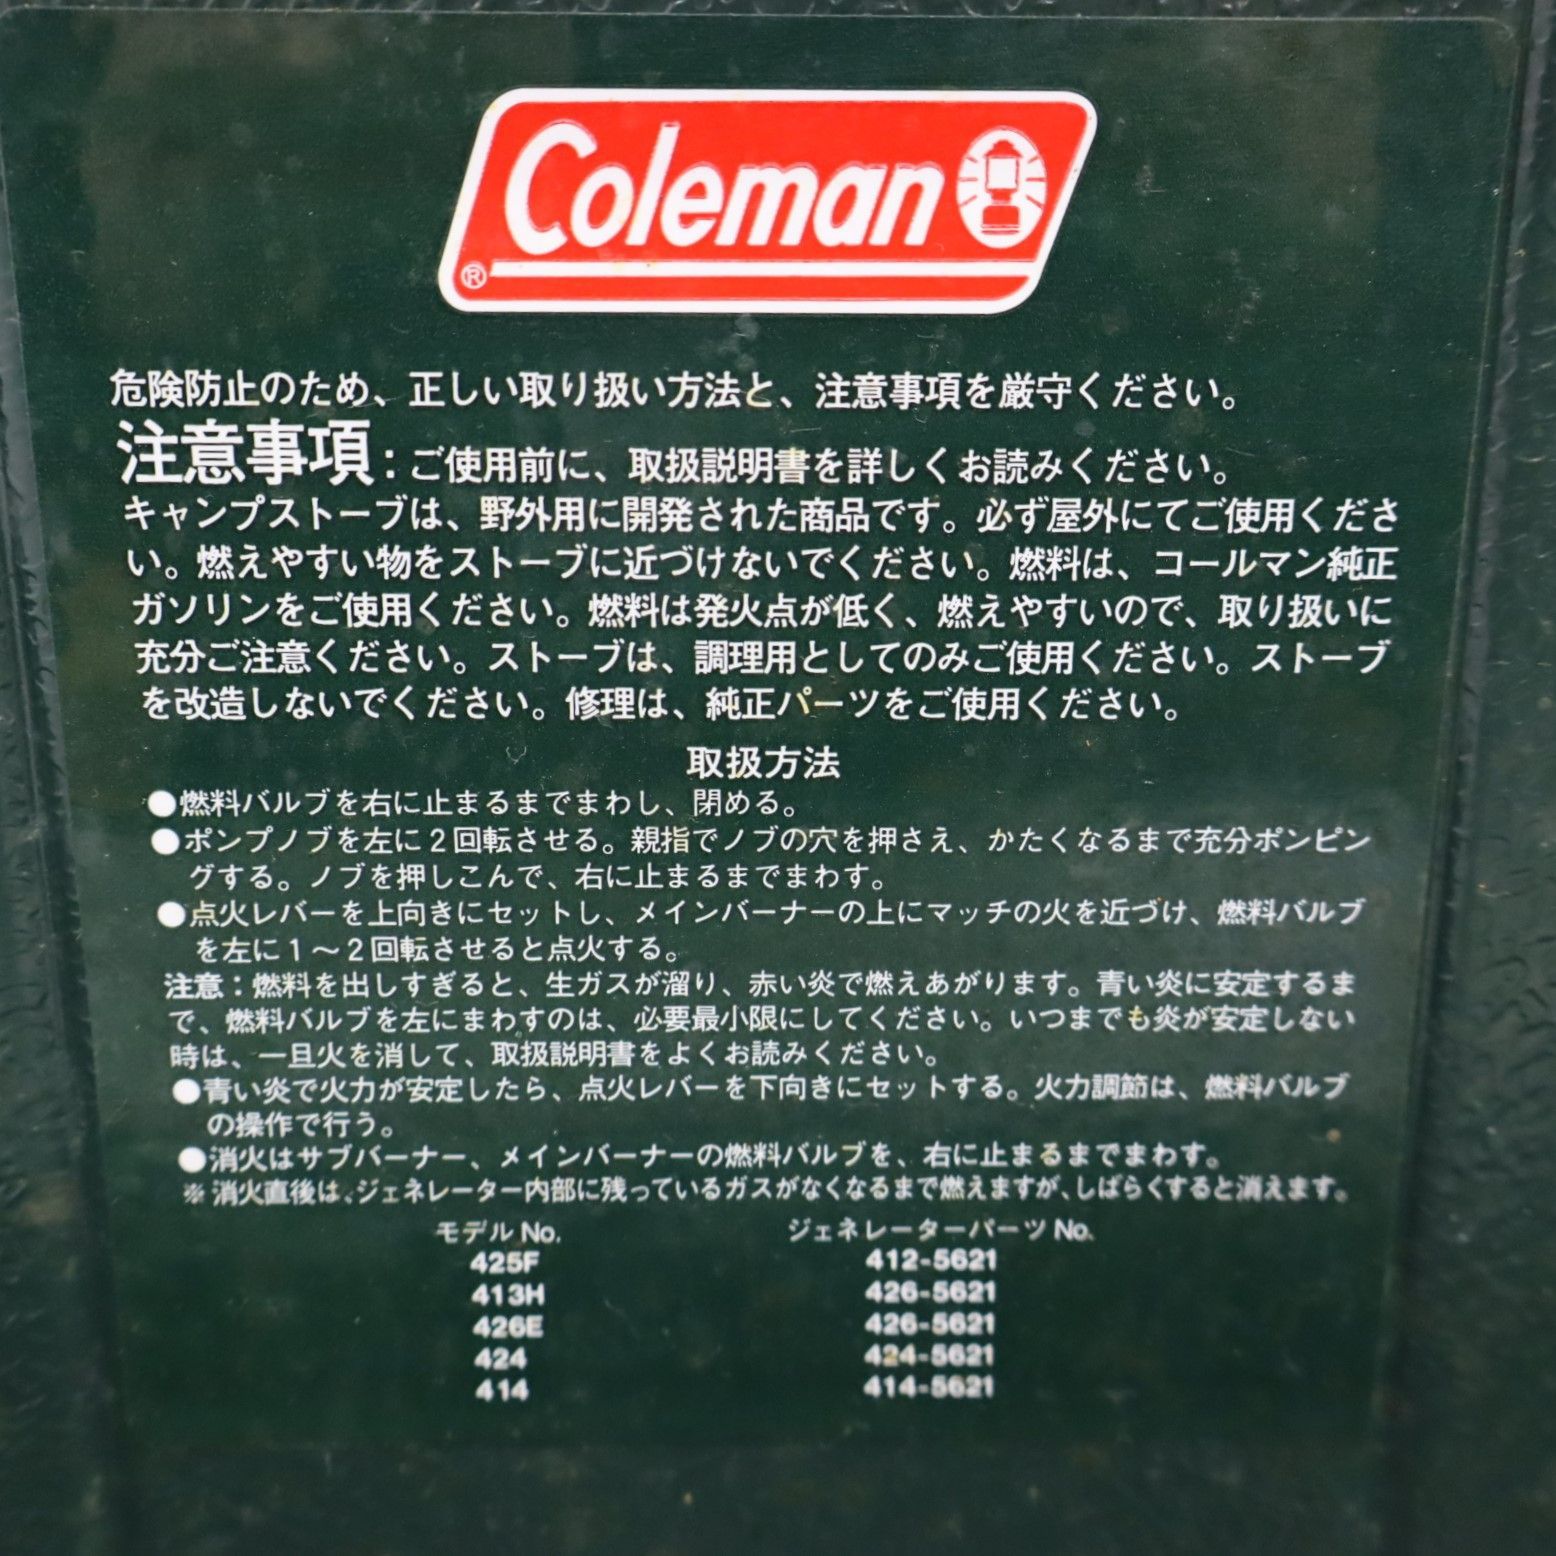 Coleman
®
危険防止のため、正しい取り扱い方法と、注意事項を厳守ください。
注意事項：ご使用前に、取扱説明書を詳しくお読みください。
キャンプストーブは、野外用に開発された商品です。必ず屋外にてご使用くださ
い。燃えやすい物をストーブに近づけないでください。燃料は、コールマン純正
ガソリンをご使用ください。燃料は発火点が低く、燃えやすいので、取り扱いに
充分ご注意ください。ストーブは、調理用としてのみご使用ください。ストーブ
を改造しないでください。修理は、純正パーツをご使用ください。
取扱方法
●燃料バルブを右に止まるまでまわし、閉める。
●ポンプノブを左に2回転させる。親指でノブの穴を押さえ、かたくなるまで充分ポンピン
グする。ノブを押しこんで、右に止まるまでまわす。
●点火レバーを上向きにセットし、メインバーナーの上にマッチの火を近づけ、燃料バルブ
を左に1～2回転させると点火する。
注意：燃料を出しすぎると、生ガスが溜り、赤い炎で燃えあがります。青い炎に安定するま
で、燃料バルブを左にまわすのは、必要最小限にしてください。いつまでも炎が安定しない
時は、一旦火を消して、取扱説明書をよくお読みください。
●青い炎で火力が安定したら、点火レバーを下向きにセットする。火力調節は、燃料バルブ
の操作で行う。
●消火はサブバーナー、メインバーナーの燃料バルブを、右に止まるまでまわす。
※消火直後は、ジェネレーター内部に残っているガスがなくなるまで燃えますが、しばらくすると消えます。
モデルNo. ジェネレーターパーツNo.
425F 412-5621
413H 426-5621
426E 426-5621
424 424-5621
414 414-5621